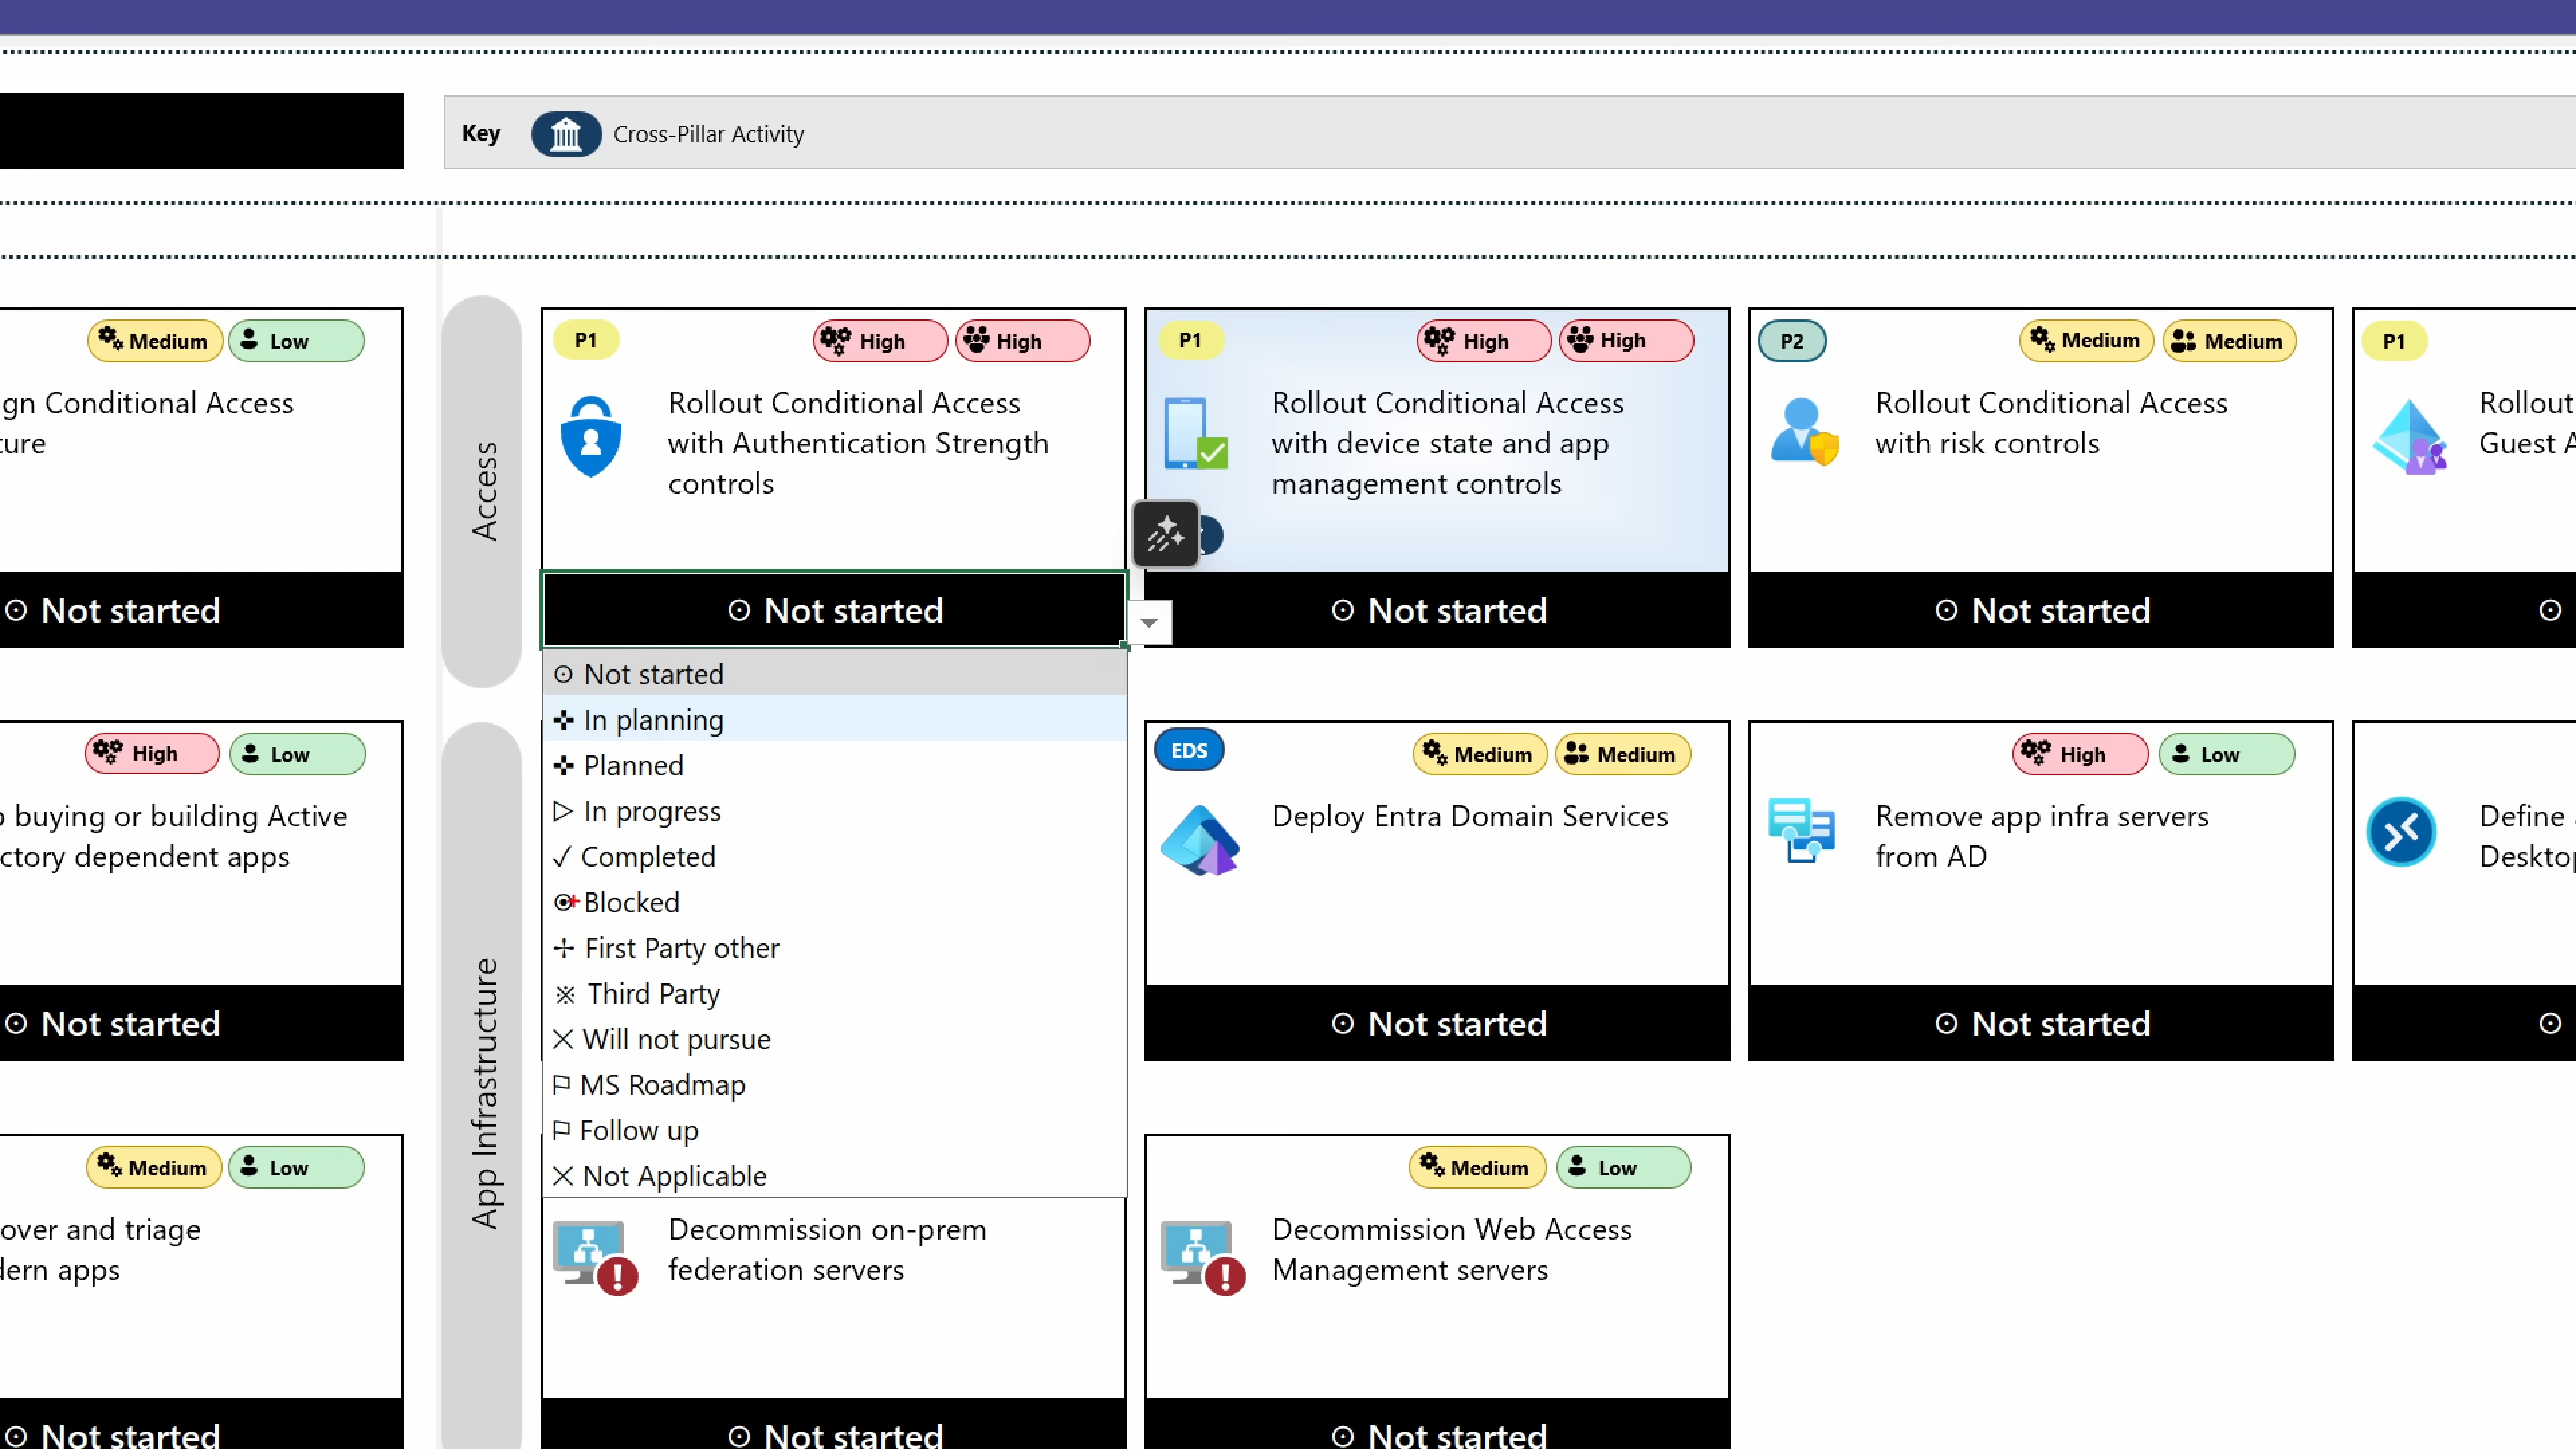 Key
Cross-Pillar Activity
Medium
Low
gn Conditional Access
ture
Not started
Access
P1
High
High
Rollout Conditional Access
with Authentication Strength
controls
Not started
P1
High
High
Rollout Conditional Access
with device state and app
management controls
Not started
P2
Medium
Medium
Rollout Conditional Access
with risk controls
Not started
P1
Rollout
Guest A
Not started
In planning
Planned
In progress
Completed
Blocked
First Party other
Third Party
Will not pursue
MS Roadmap
Follow up
Not Applicable
High
Low
buying or building Active
ctory dependent apps
Not started
App Infrastructure
EDS
Medium
Medium
Deploy Entra Domain Services
Not started
High
Low
Remove app infra servers
from AD
Not started
Define
Desktop
Medium
Low
over and triage
dern apps
Not started
Decommission on-prem
federation servers
Not started
Medium
Low
Decommission Web Access
Management servers
Not started